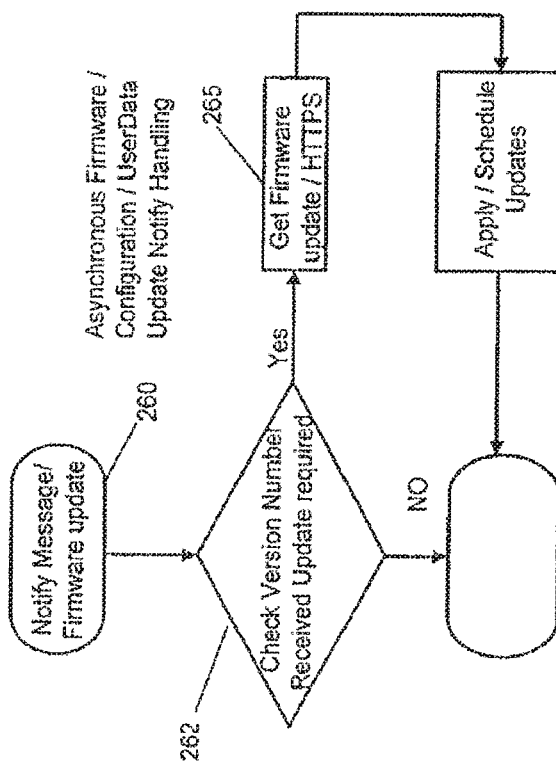 Asynchronous Firmware /
Configuration / UserData
Update Notify Handling
Notify Message/
Firmware update
260
Check Version Number
Received Update required
262
Yes
Get Firmware
update / HTTPS
265
NO
Apply / Schedule
Updates